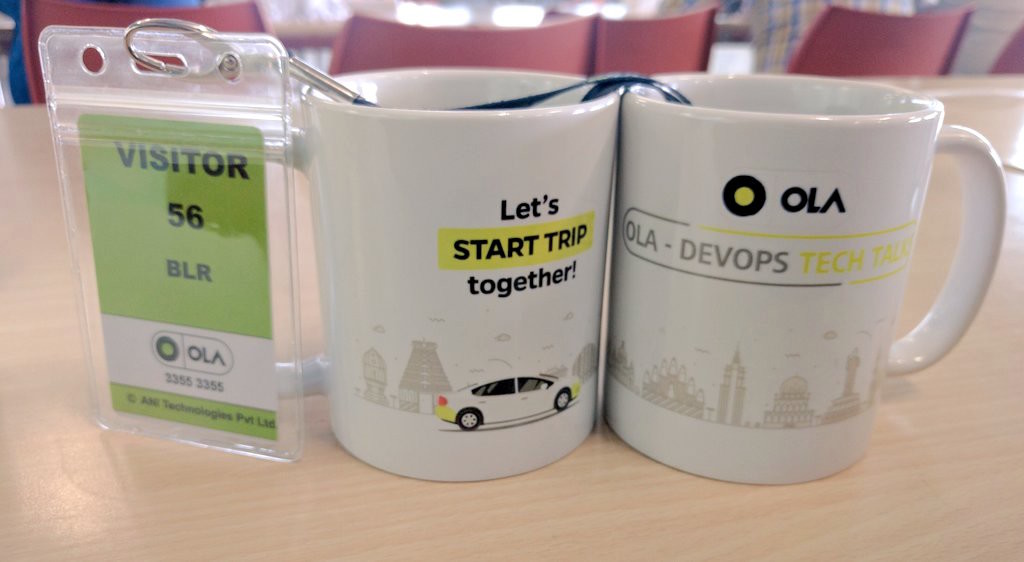 VISITOR
56
BLR
OLA
3355 3355
© ANI Technologies Pvt Ltd
Let's
START TRIP
together!
OLA
OLA - DEVOPS TECH TALK